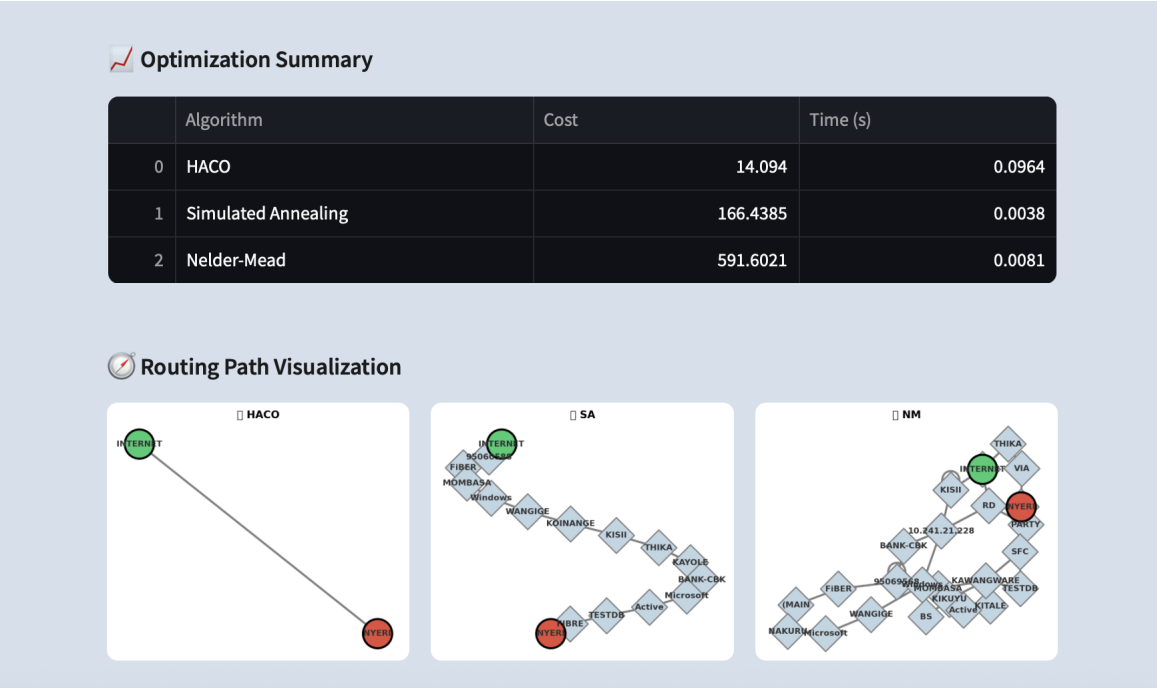 Optimization Summary
Algorithm Cost Time (s)
0 HACO 14.094 0.0964
1 Simulated Annealing 166.4385 0.0038
2 Nelder-Mead 591.6021 0.0081
Routing Path Visualization
HACO
INTERNET
NYERI
SA
INTERNET
FiBER
MOMBASA
Windows
WANGIGE
KOINANGE
KISII
THIKA
KAYOLE
BANK-CBK
Microsoft
Active
TESTDB
NYERI
NM
THIKA
INTERNET
VIA
KISII
RD
NYERI
PARTY
10.241.21.228
BANK-CBK
SFC
95069568
MOMBASA
KAWANGWARE
TESTDB
FiBER
KIKUYU
(MAIN
WANGIGE
BS
Active
KITALE
NAKURU
Microsoft